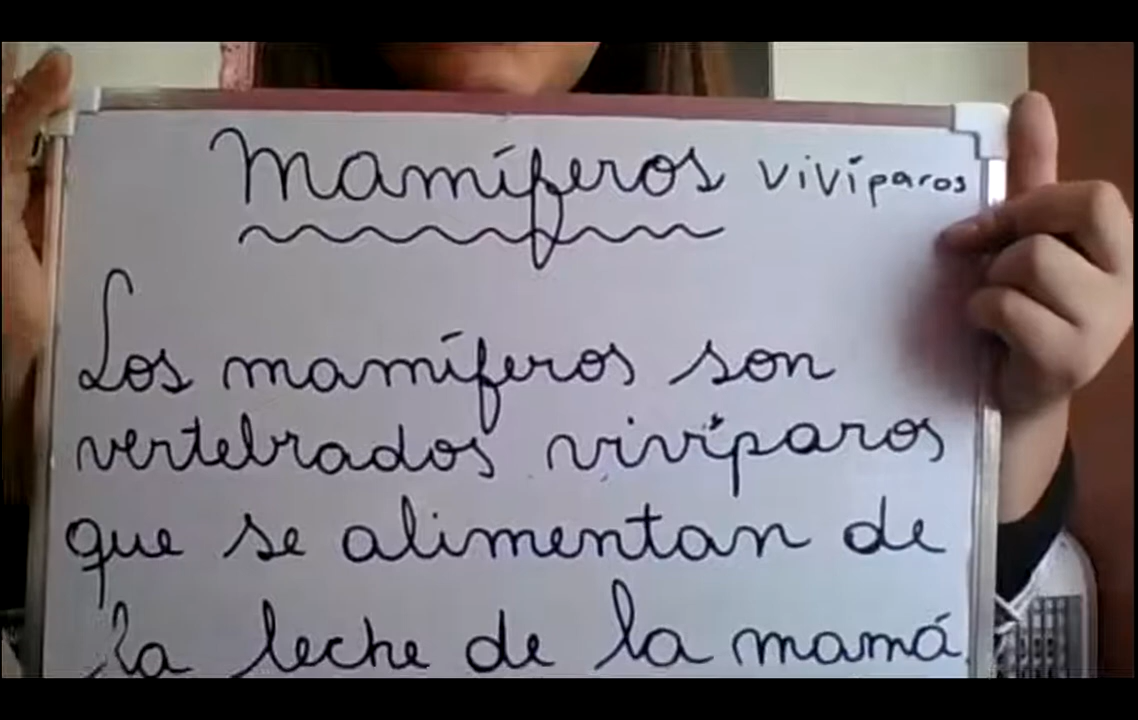 Mamíferos vivíparos
Los mamíferos son
vertebrados vivíparos
que se alimentan de
la leche de la mamá